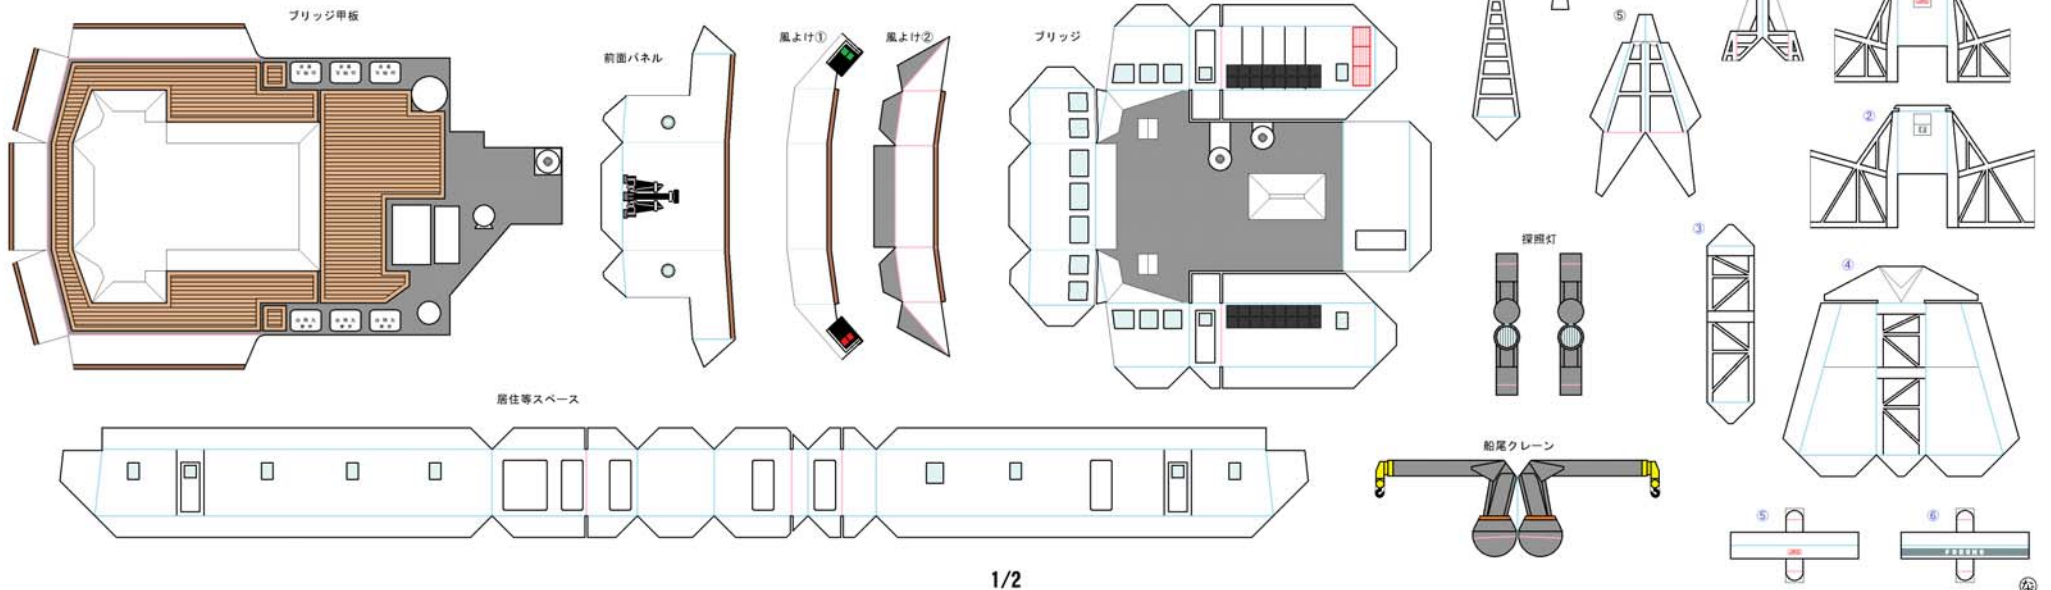 ブリッジ甲板
前面パネル
風よけ①
風よけ②
ブリッジ
⑤
②
③
探照灯
④
居住等スペース
船尾クレーン
⑤
⑥
FURUNO
1/2